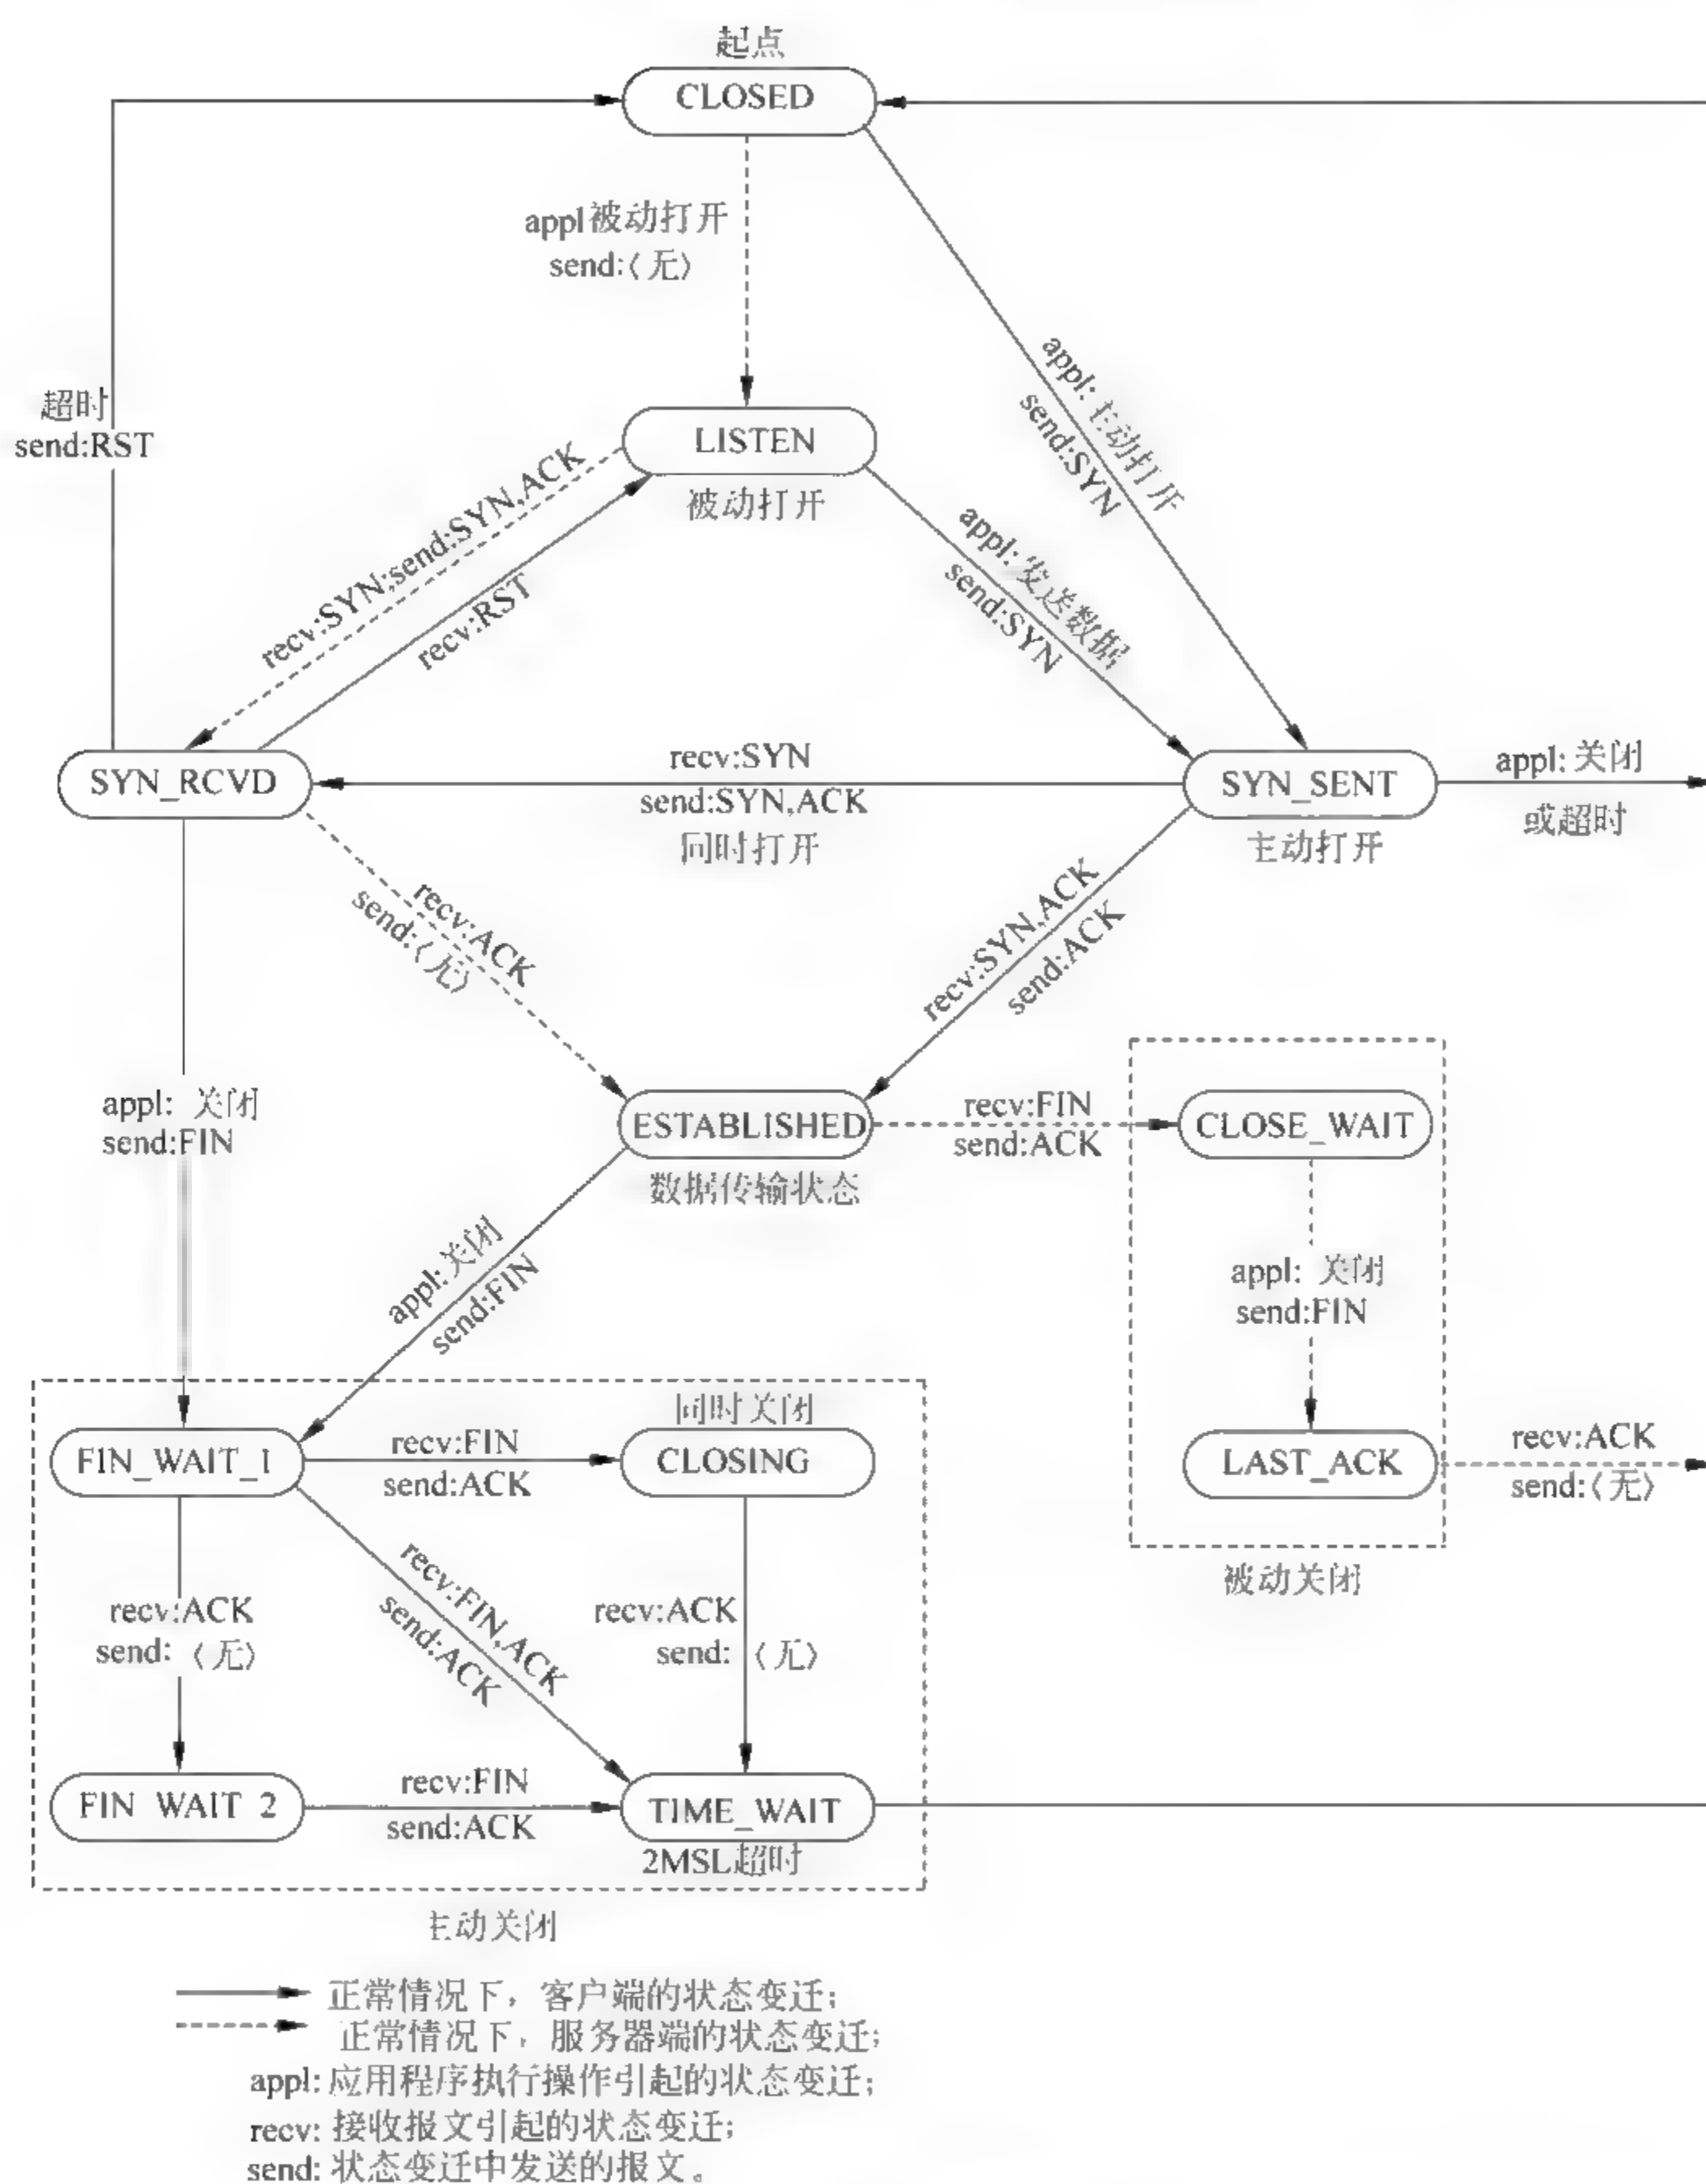 起点
CLOSED
appl被动打开
send:〈无〉
appl: 主动打开
send:SYN
超时
send:RST
LISTEN
被动打开
recv:SYN;send:SYN,ACK
recv:RST
appl: 发送数据
send:SYN
SYN_RCVD
recv:SYN
send:SYN,ACK
同时打开
SYN_SENT
主动打开
appl: 关闭
或超时
recv:ACK
send:〈无〉
recv:SYN,ACK
send:ACK
appl: 关闭
send:FIN
ESTABLISHED
数据传输状态
recv:FIN
send:ACK
CLOSE_WAIT
appl:关闭
send:FIN
appl: 关闭
send:FIN
同时关闭
FIN_WAIT_1
recv:FIN
send:ACK
CLOSING
LAST_ACK
recv:ACK
send:〈无〉
被动关闭
recv:ACK
send: 〈无〉
recv:FIN,ACK
send:ACK
recv:ACK
send: 〈无〉
FIN WAIT 2
recv:FIN
send:ACK
TIME_WAIT
2MSL超时
主动关闭
正常情况下，客户端的状态变迁；
正常情况下，服务器端的状态变迁；
appl: 应用程序执行操作引起的状态变迁；
recv: 接收报文引起的状态变迁；
send: 状态变迁中发送的报文。